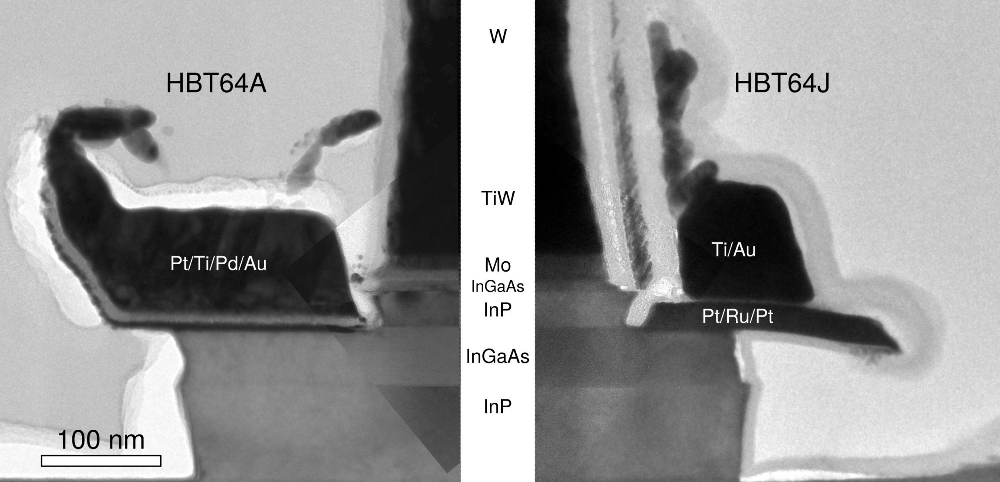 HBT64A
Pt/Ti/Pd/Au
100 nm
W
TiW
Mo
InGaAs
InP
InGaAs
InP
HBT64J
Ti/Au
Pt/Ru/Pt